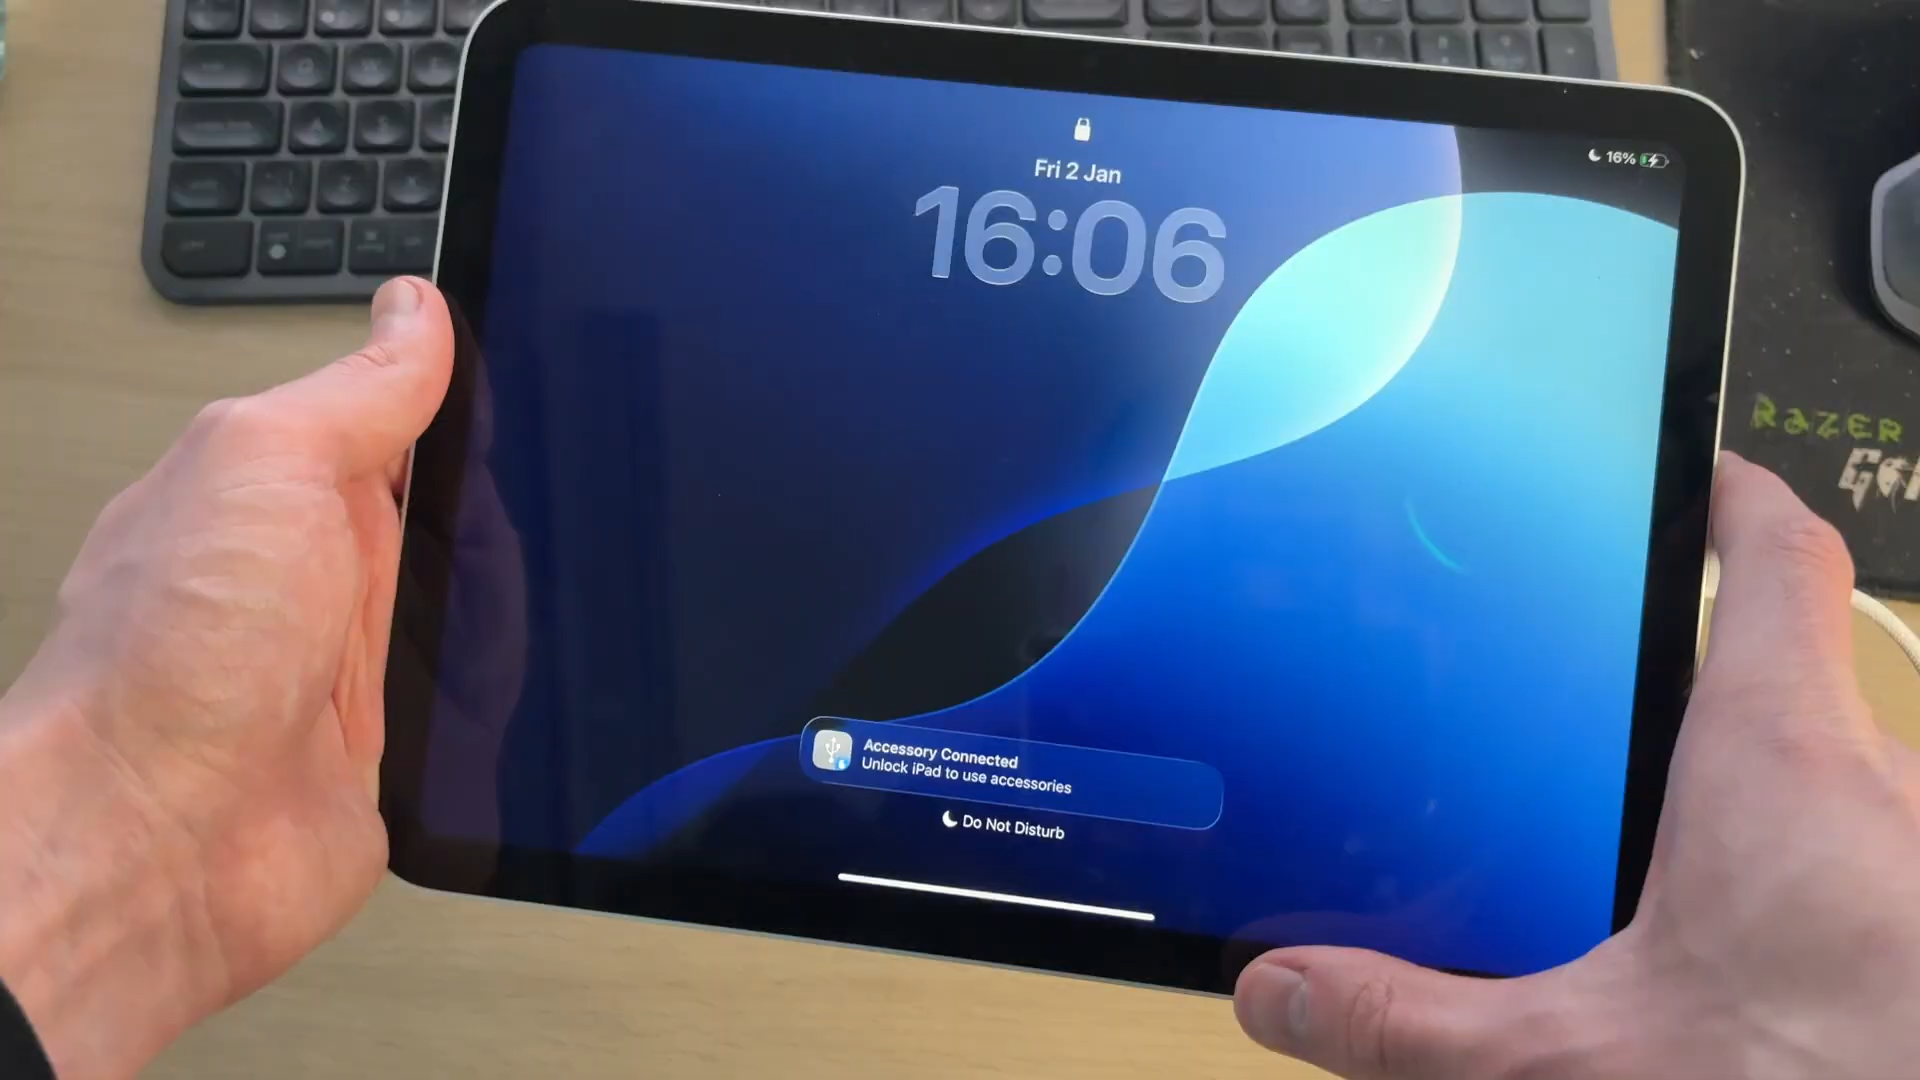 Fri 2 Jan
16%
16:06
RAZER
Accessory Connected
Unlock iPad to use accessories
Do Not Disturb